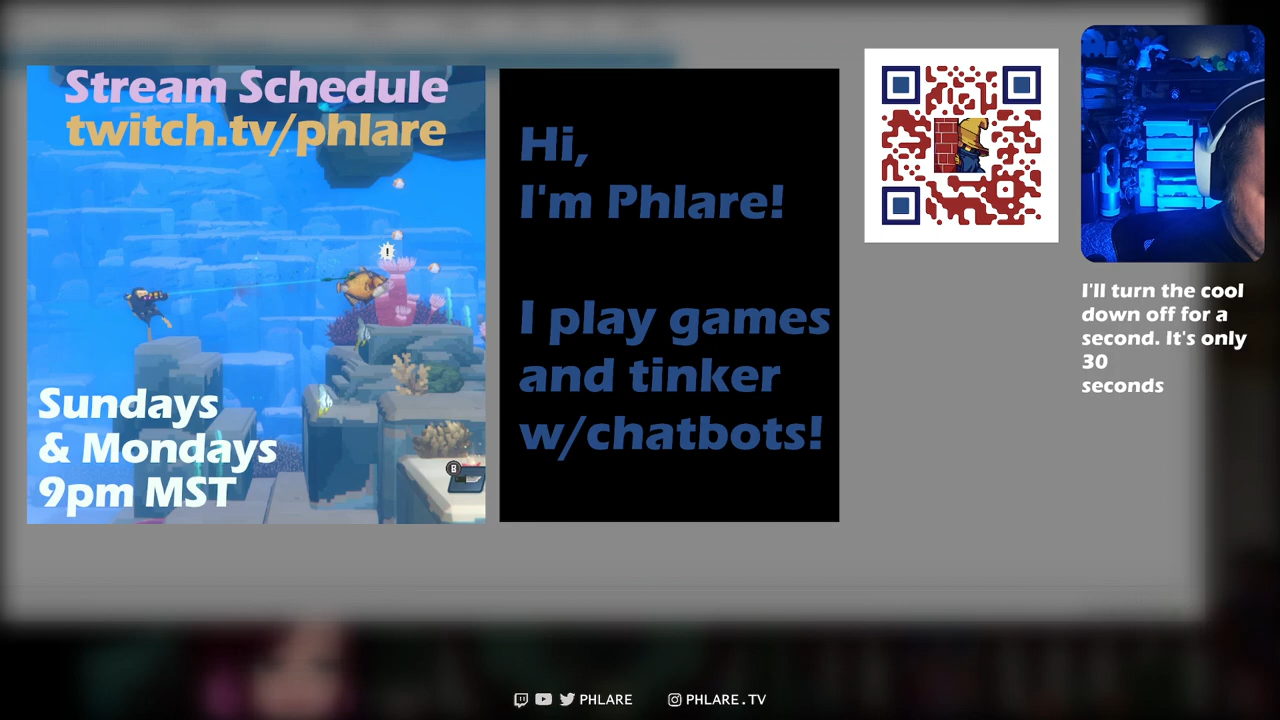 Stream Schedule
twitch.tv/phlare
!
Sundays
& Mondays
9pm MST
8
Hi,
I'm Phlare!
I play games
and tinker
w/chatbots!
I'll turn the cool
down off for a
second. It's only
30
seconds
PHLARE
PHLARE.TV